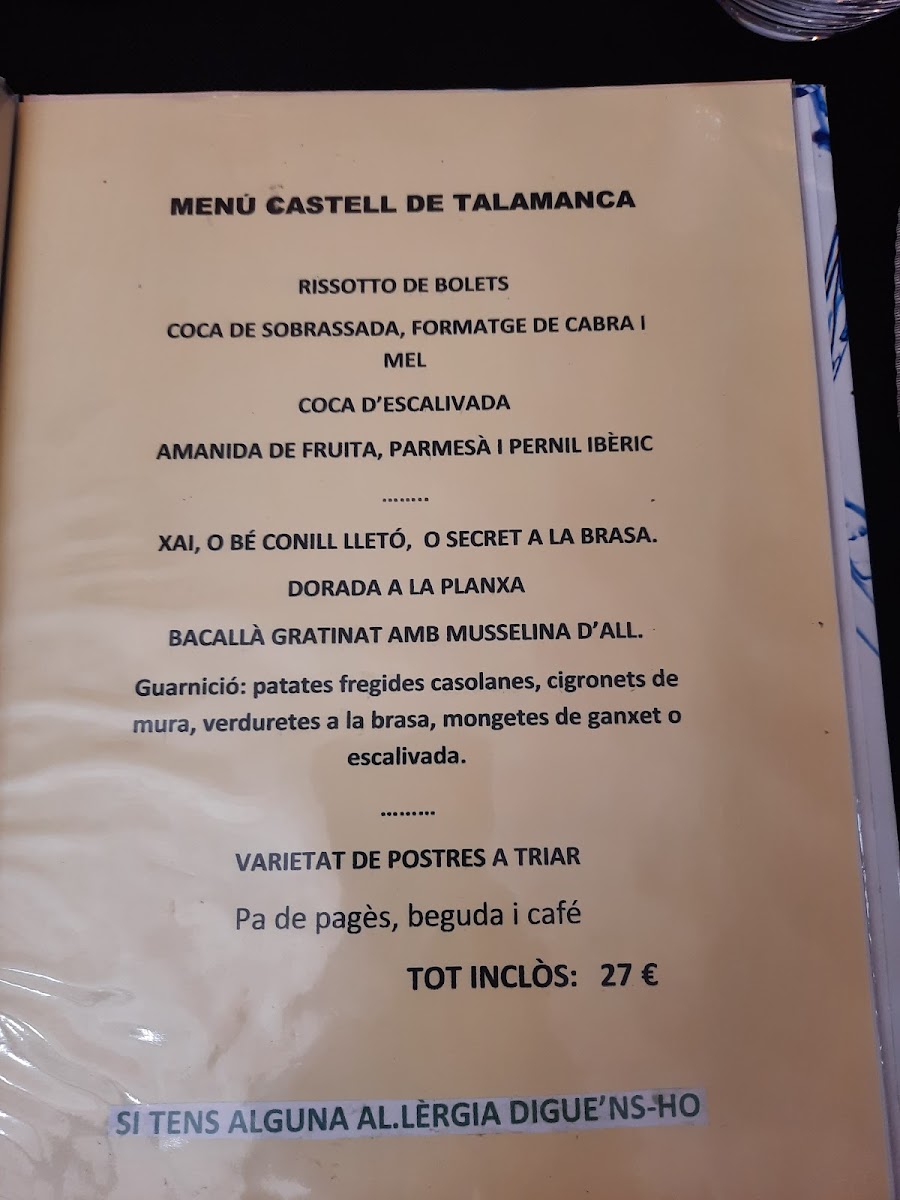 MENÚ CASTELL DE TALAMANCA
RISSOTTO DE BOLETS
COCA DE SOBRASSADA, FORMATGE DE CABRA I
MEL
COCA D'ESCALIVADA
AMANIDA DE FRUITA, PARMESÀ I PERNIL IBÈRIC
........
XAI, O BÉ CONILL LLETÓ, O SECRET A LA BRASA.
DORADA A LA PLANXA
BACALLÀ GRATINAT AMB MUSSELINA D'ALL.
Guarnició: patates fregides casolanes, cigronets de
mura, verduretes a la brasa, mongetes de ganxet o
escalivada.
.........
VARIETAT DE POSTRES A TRIAR
Pa de pagès, beguda i café
TOT INCLÒS: 27 €
SI TENS ALGUNA AL.LÈRGIA DIGUE'NS-HO